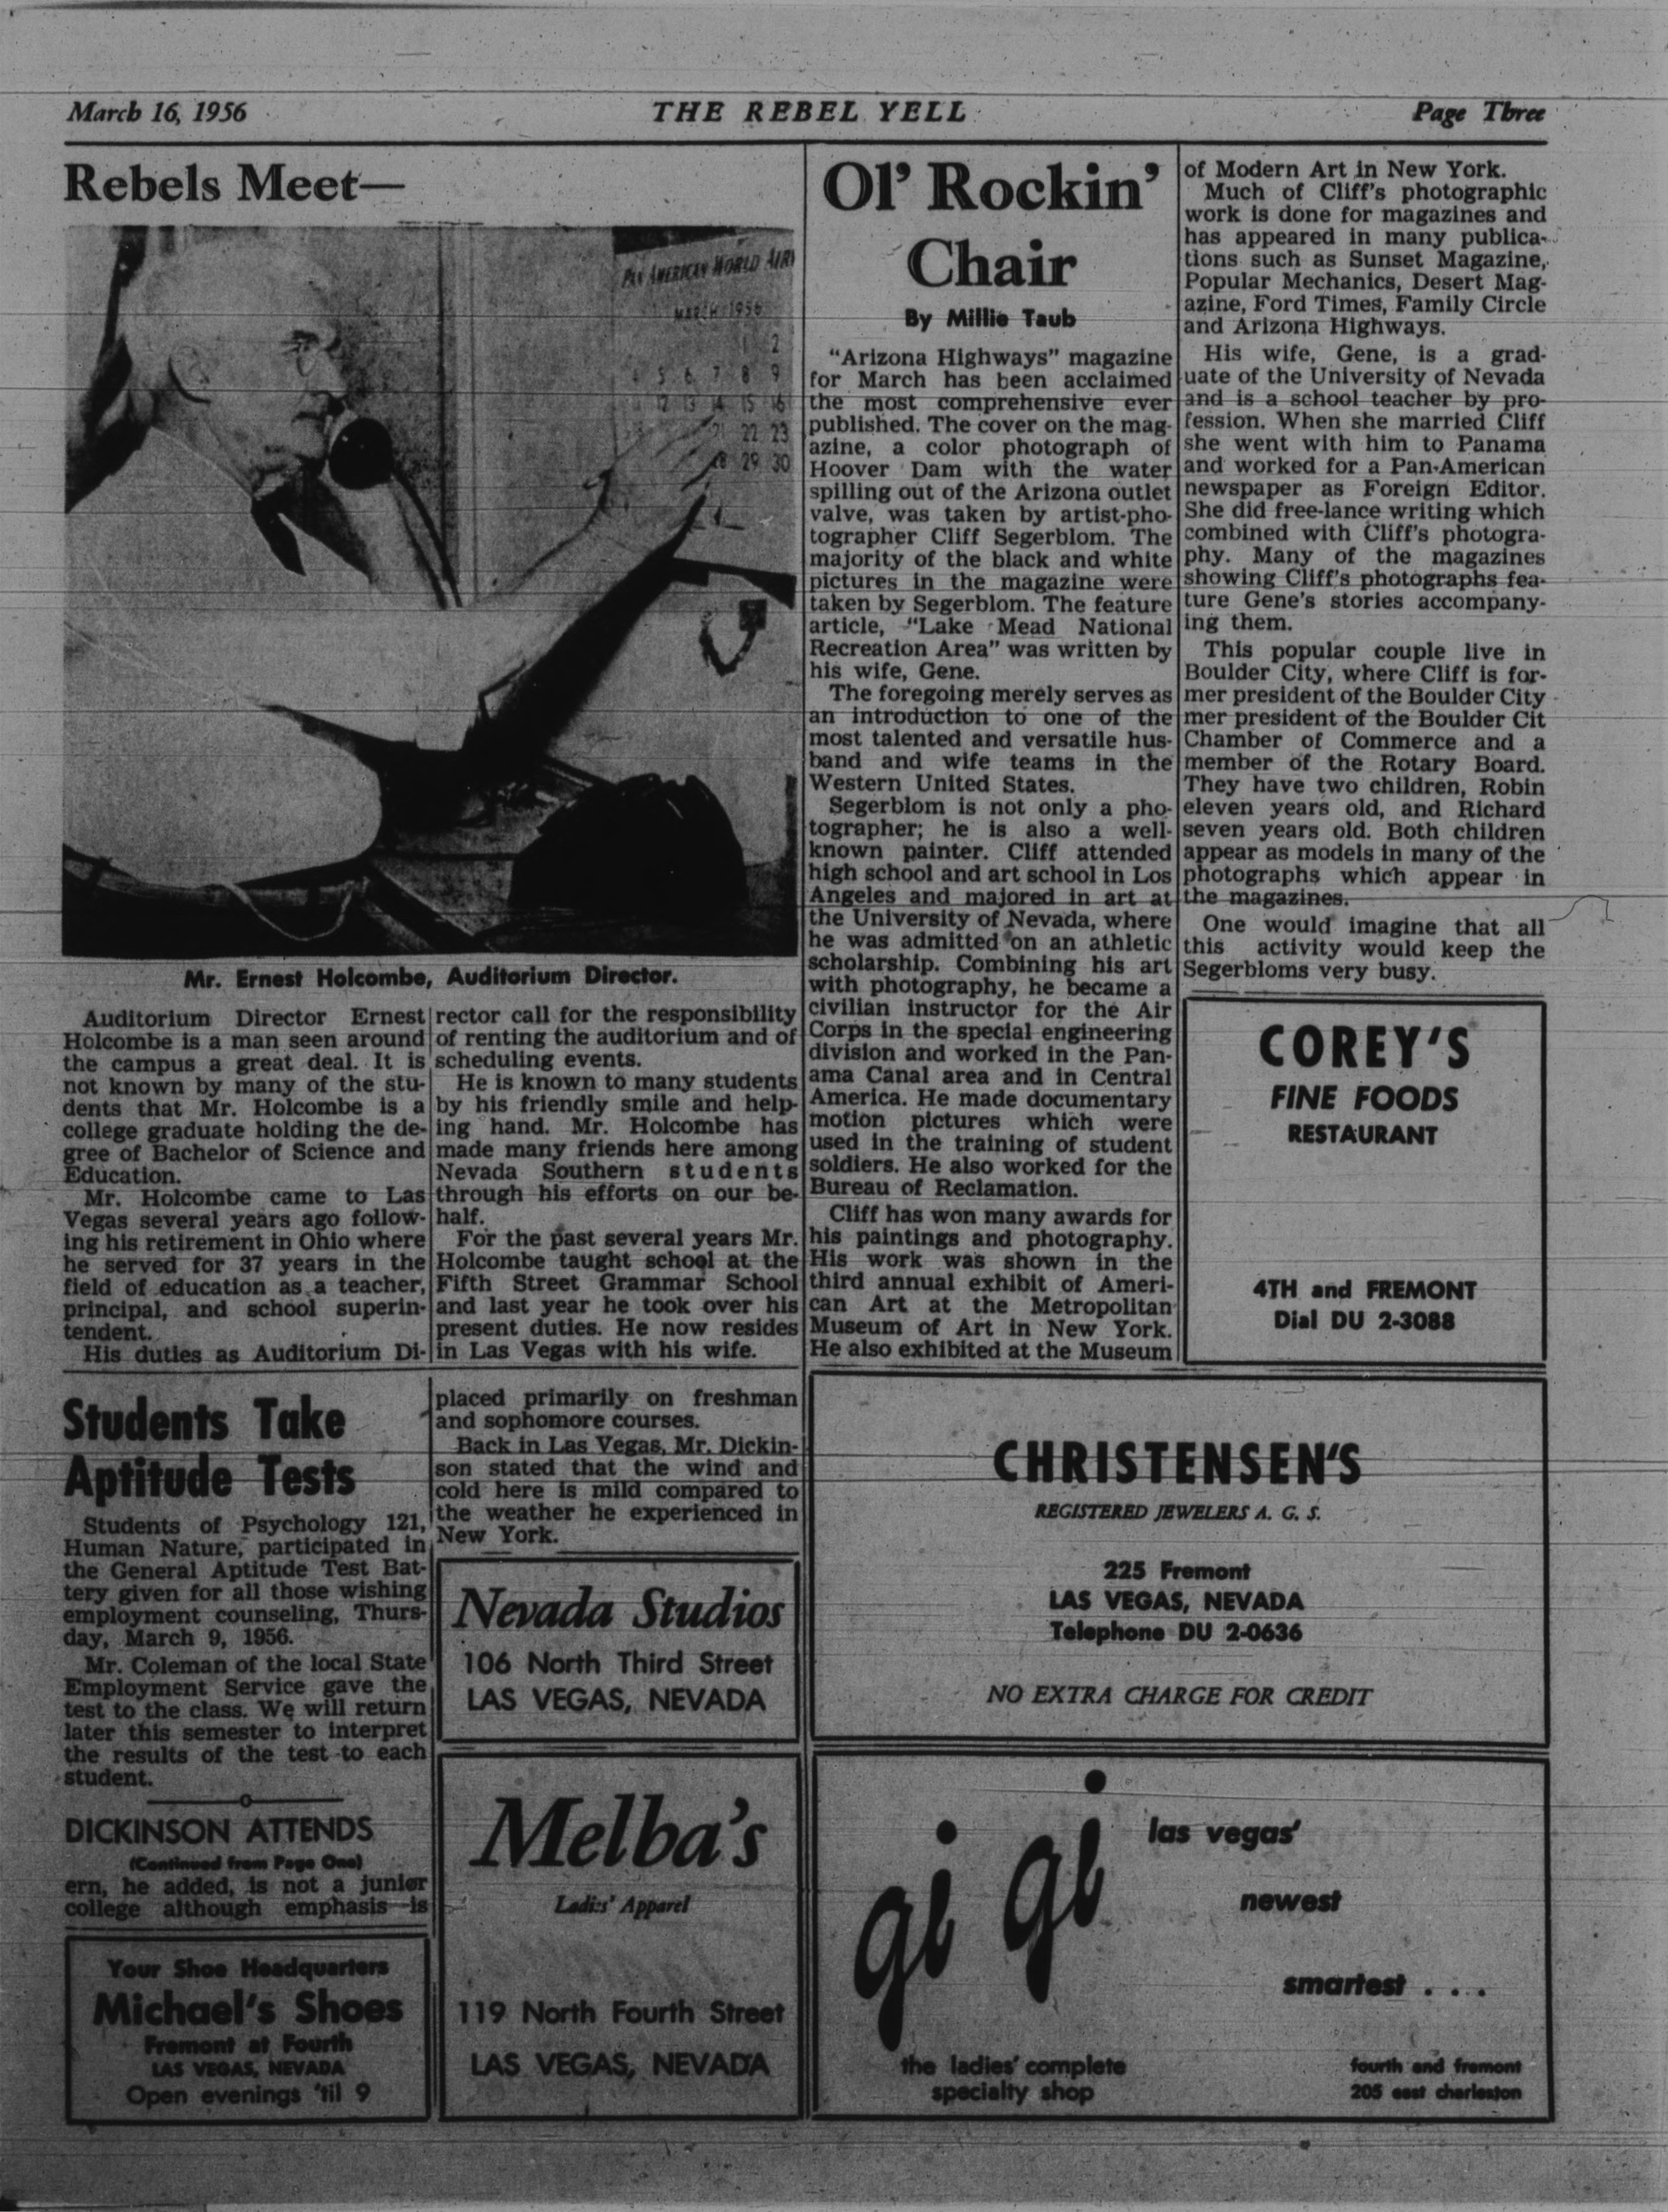 March 16, 1956
THE REBEL YELL
Page Three
Rebels Meet—
PAN AMERICAN WORLD AIRW
MARCH 1956
1 2
4 5 6 7 8 9
12 13 14 15 16
21 22 23
28 29 30
Mr. Ernest Holcombe, Auditorium Director.
Auditorium Director Ernest
Holcombe is a man seen around
the campus a great deal. It is
not known by many of the stu-
dents that Mr. Holcombe is a
college graduate holding the de-
gree of Bachelor of Science and
Education.
Mr. Holcombe came to Las
Vegas several years ago follow-
ing his retirement in Ohio where
he served for 37 years in the
field of education as a teacher,
principal, and school superin-
tendent.
His duties as Auditorium Di-
rector call for the responsibility
of renting the auditorium and of
scheduling events.
He is known to many students
by his friendly smile and help-
ing hand. Mr. Holcombe has
made many friends here among
Nevada Southern students
through his efforts on our be-
half.
For the past several years Mr.
Holcombe taught school at the
Fifth Street Grammar School
and last year he took over his
present duties. He now resides
in Las Vegas with his wife.
Ol' Rockin'
Chair
By Millie Taub
"Arizona Highways" magazine
for March has been acclaimed
the most comprehensive ever
published. The cover on the mag-
azine, a color photograph of
Hoover Dam with the water
spilling out of the Arizona outlet
valve, was taken by artist-pho-
tographer Cliff Segerblom. The
majority of the black and white
pictures in the magazine were
taken by Segerblom. The feature
article, "Lake Mead National
Recreation Area" was written by
his wife, Gene.
The foregoing merely serves as
an introduction to one of the
most talented and versatile hus-
band and wife teams in the
Western United States.
Segerblom is not only a pho-
tographer; he is also a well-
known painter. Cliff attended
high school and art school in Los
Angeles and majored in art at
the University of Nevada, where
he was admitted on an athletic
scholarship. Combining his art
with photography, he became a
civilian instructor for the Air
Corps in the special engineering
division and worked in the Pan-
ama Canal area and in Central
America. He made documentary
motion pictures which were
used in the training of student
soldiers. He also worked for the
Bureau of Reclamation.
Cliff has won many awards for
his paintings and photography.
His work was shown in the
third annual exhibit of Ameri-
can Art at the Metropolitan
Museum of Art in New York.
He also exhibited at the Museum
of Modern Art in New York.
Much of Cliff's photographic
work is done for magazines and
has appeared in many publica-
tions such as Sunset Magazine,
Popular Mechanics, Desert Mag-
azine, Ford Times, Family Circle
and Arizona Highways.
His wife, Gene, is a grad-
uate of the University of Nevada
and is a school teacher by pro-
fession. When she married Cliff
she went with him to Panama
and worked for a Pan-American
newspaper as Foreign Editor.
She did free-lance writing which
combined with Cliff's photogra-
phy. Many of the magazines
showing Cliff's photographs fea-
ture Gene's stories accompany-
ing them.
This popular couple live in
Boulder City, where Cliff is for-
mer president of the Boulder City
mer president of the Boulder Cit
Chamber of Commerce and a
member of the Rotary Board.
They have two children, Robin
eleven years old, and Richard
seven years old. Both children
appear as models in many of the
photographs which appear in
the magazines.
One would imagine that all
this activity would keep the
Segerbloms very busy.
COREY'S
FINE FOODS
RESTAURANT
4TH and FREMONT
Dial DU 2-3088
Students Take
Aptitude Tests
Students of Psychology 121,
Human Nature, participated in
the General Aptitude Test Bat-
tery given for all those wishing
employment counseling, Thurs-
day, March 9, 1956.
Mr. Coleman of the local State
Employment Service gave the
test to the class. We will return
later this semester to interpret
the results of the test to each
student.
DICKINSON ATTENDS
(Continued from Page One)
ern, he added, is not a junior
college although emphasis is
placed primarily on freshman
and sophomore courses.
Back in Las Vegas, Mr. Dickin-
son stated that the wind and
cold here is mild compared to
the weather he experienced in
New York.
Your Shoe Headquarters
Michael's Shoes
Fremont at Fourth
LAS VEGAS, NEVADA
Open evenings 'til 9
Nevada Studios
106 North Third Street
LAS VEGAS, NEVADA
Melba's
Ladies' Apparel
119 North Fourth Street
LAS VEGAS, NEVADA
CHRISTENSEN'S
REGISTERED JEWELERS A. G. S.
225 Fremont
LAS VEGAS, NEVADA
Telephone DU 2-0636
NO EXTRA CHARGE FOR CREDIT
gi gi
las vegas'
newest
smartest . . .
the ladies' complete
specialty shop
fourth and fremont
205 east charleston